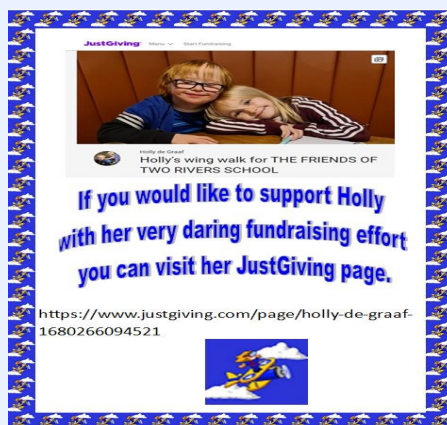 JustGiving Menu Start Fundraising
Holly de Graaf
Holly's wing walk for THE FRIENDS OF
TWO RIVERS SCHOOL
If you would like to support Holly
with her very daring fundraising effort
you can visit her JustGiving page.
https://www.justgiving.com/page/holly-de-graaf-
1680266094521